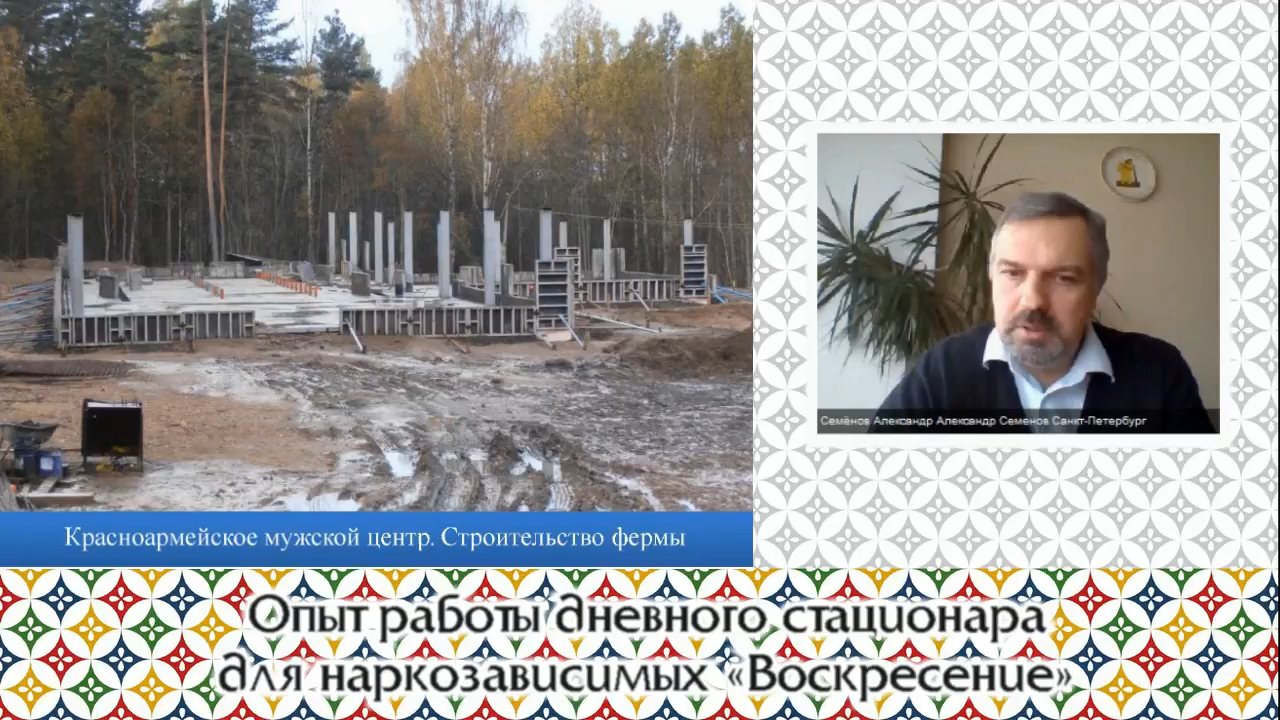 Семёнов Александр Александр Семенов Санкт-Петербург
Красноармейское мужской центр. Строительство фермы
Опыт работы дневного стационара
для наркозависимых «Воскресение»